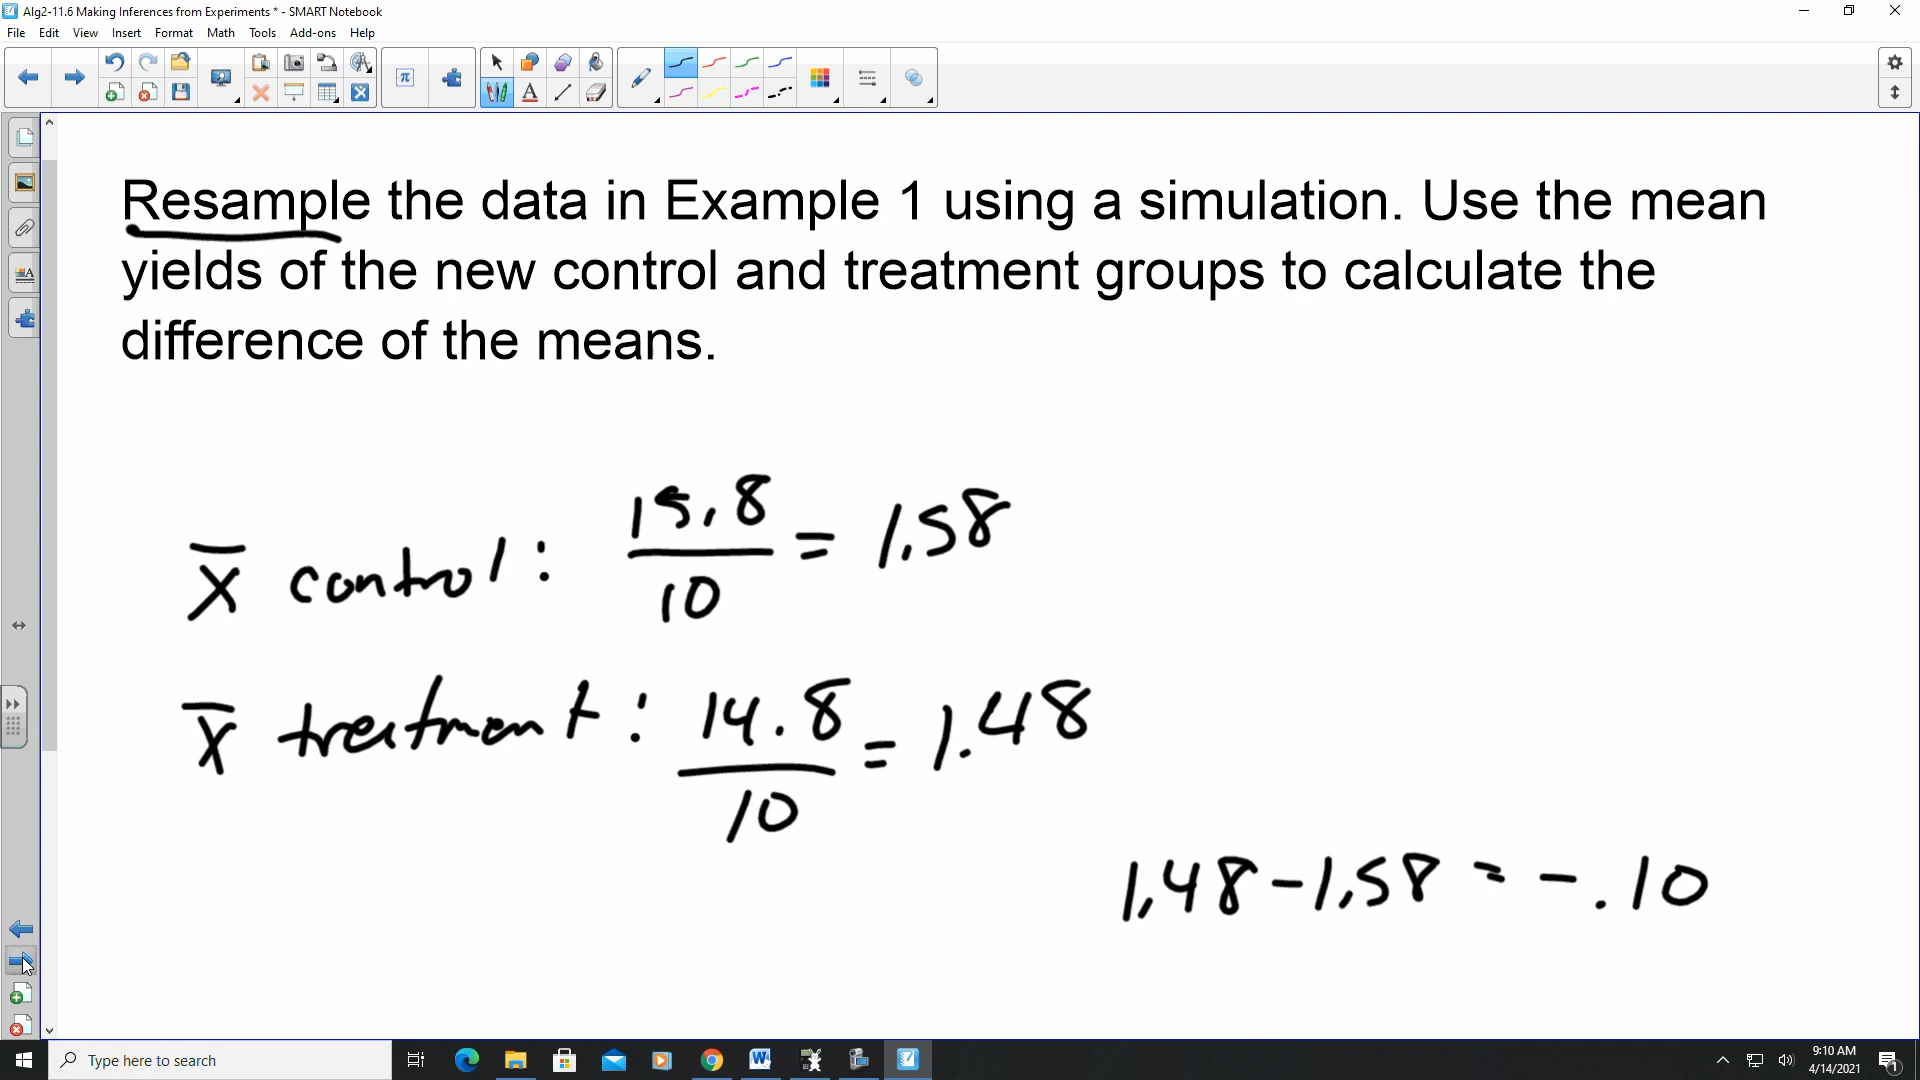 Alg2-11.6 Making Inferences from Experiments * - SMART Notebook
File Edit View Insert Format Math Tools Add-ons Help
Resample the data in Example 1 using a simulation. Use the mean
yields of the new control and treatment groups to calculate the
difference of the means.
x̄ control : 15.8/10 = 1.58
x̄ treatment : 14.8/10 = 1.48
1.48 - 1.58 = - .10
Type here to search
9:10 AM
4/14/2021